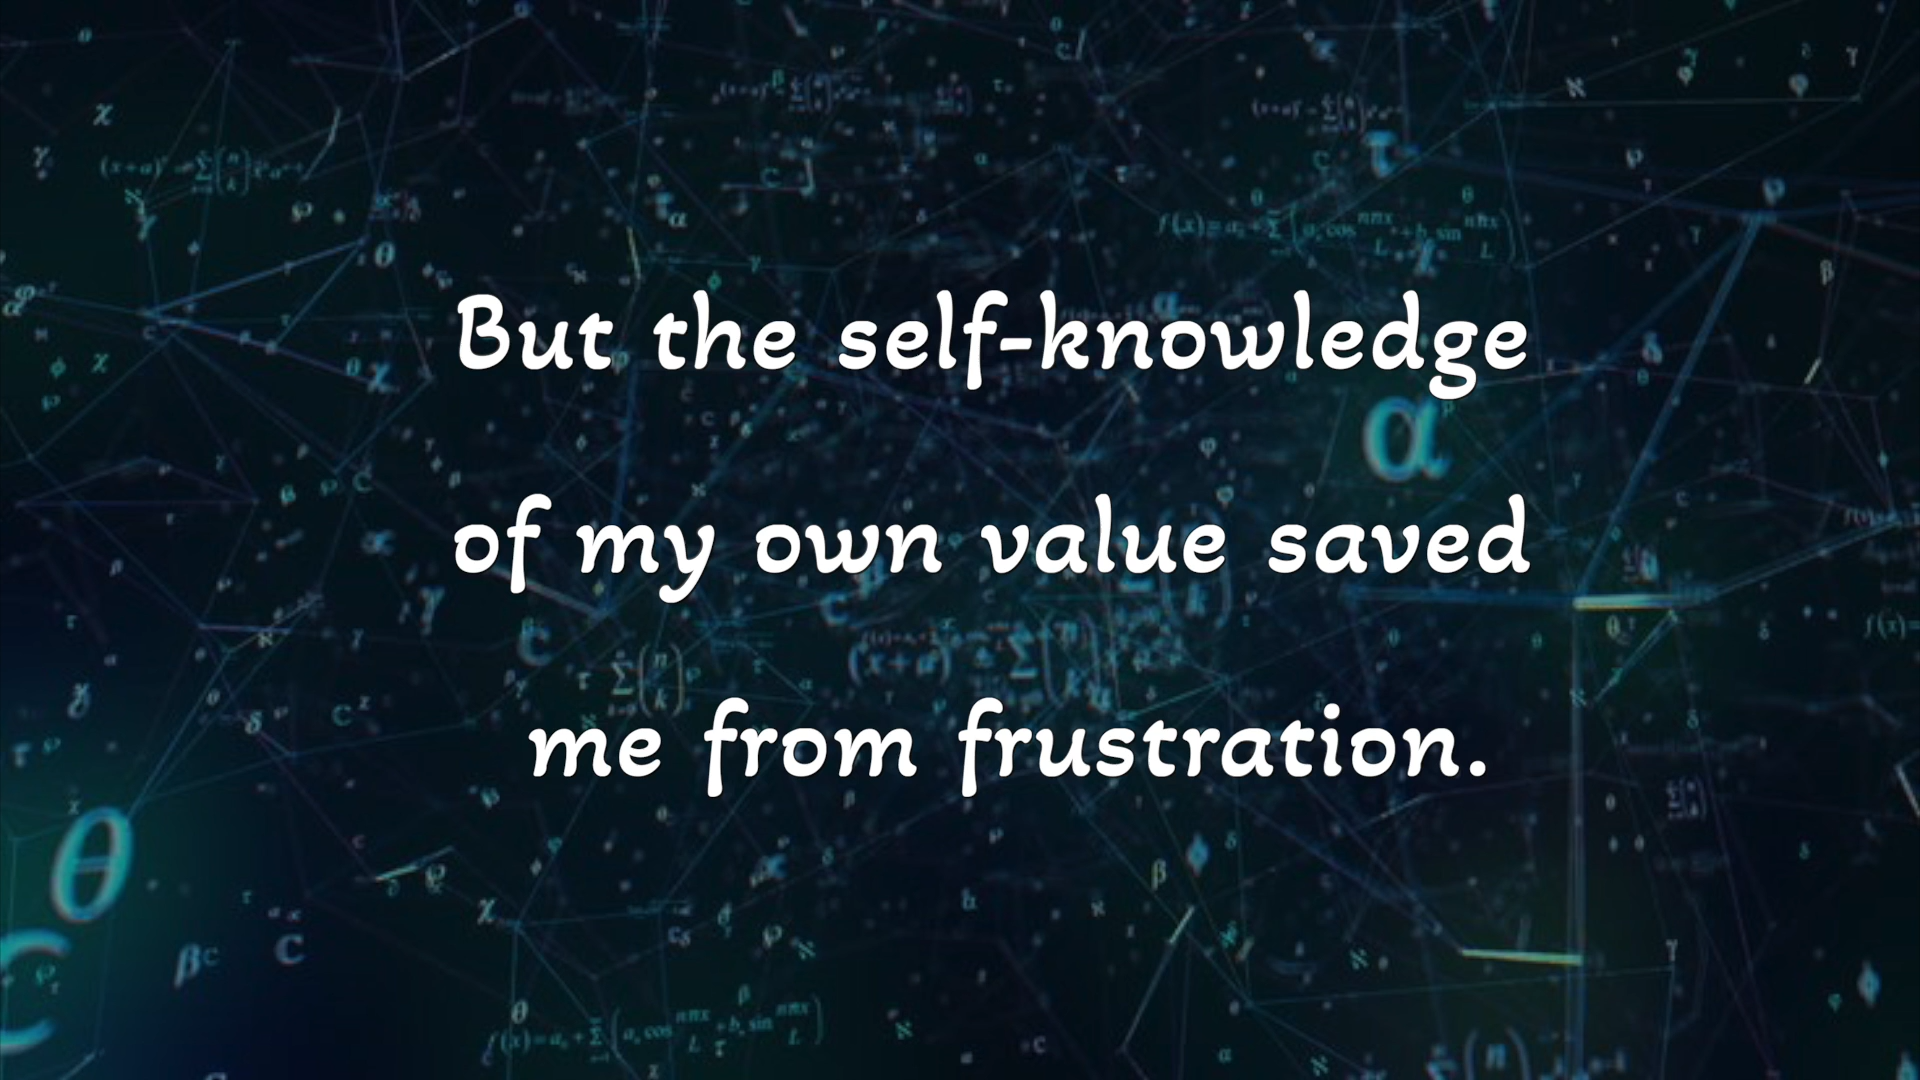 But the self-knowledge
of my own value saved
me from frustration.